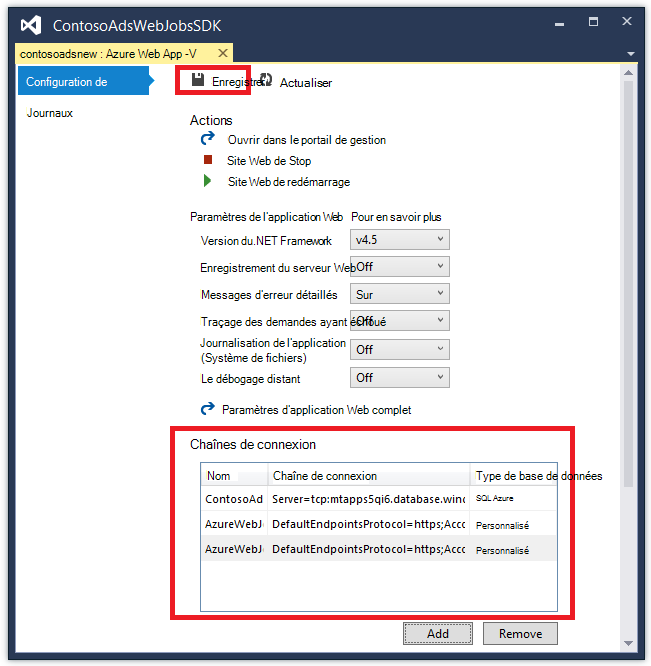 ContosoAdsWebJobsSDK
contosoadsnew : Azure Web App -V
Configuration de
Enregistrer
Actualiser
Journaux
Actions
Ouvrir dans le portail de gestion
Site Web de Stop
Site Web de redémarrage
Paramètres de l'application Web Pour en savoir plus
Version du.NET Framework v4.5
Enregistrement du serveur Web Off
Messages d'erreur détaillés Sur
Traçage des demandes ayant échoué Off
Journalisation de l'application
(Système de fichiers) Off
Le débogage distant Off
Paramètres d'application Web complet
Chaînes de connexion
Nom Chaîne de connexion Type de base de données
ContosoAd Server=tcp:mtapps5qi6.database.wind SQL Azure
AzureWebJ DefaultEndpointsProtocol=https;Acco Personnalisé
AzureWebJ DefaultEndpointsProtocol=https;Acco Personnalisé
Add Remove